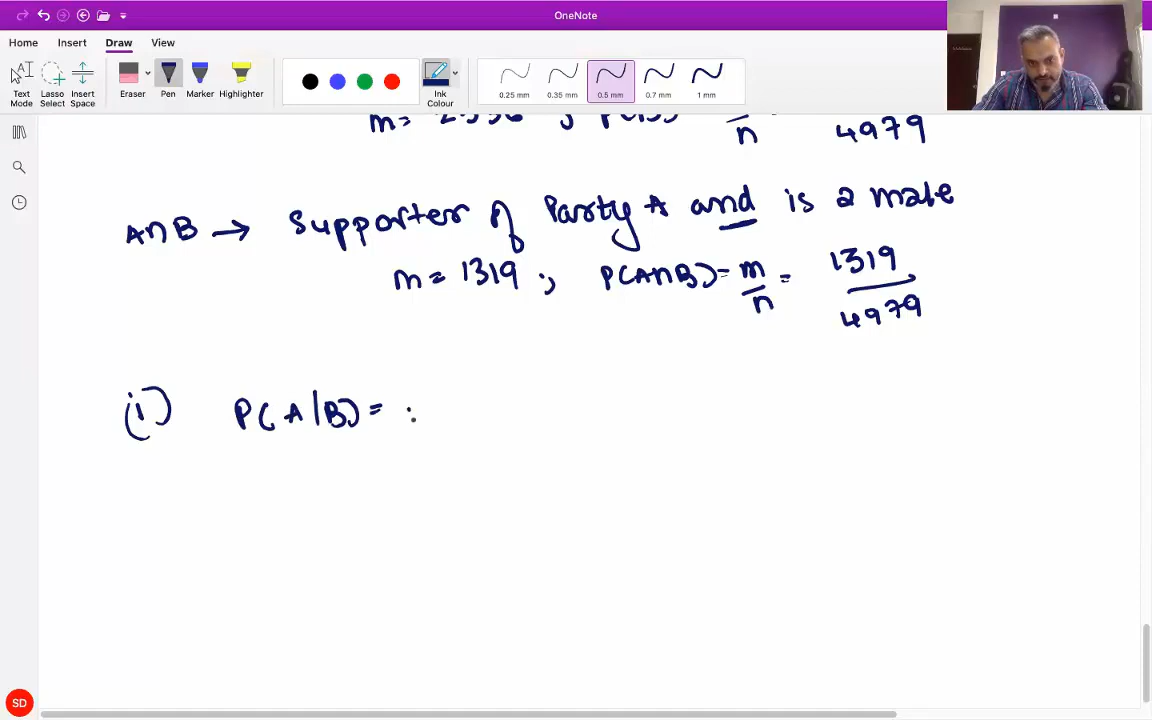 OneNote
Home Insert Draw View
Text Mode Lasso Select Insert Space Eraser Pen Marker Highlighter Ink Colour 0.25 mm 0.35 mm 0.5 mm 0.7 mm 1 mm
m = ; m/n = 4979
A∩B → Supporter of Party A and is a male
m = 1319 ; P(A∩B) = m/n = 1319/4979
(i) P(A|B) =
SD